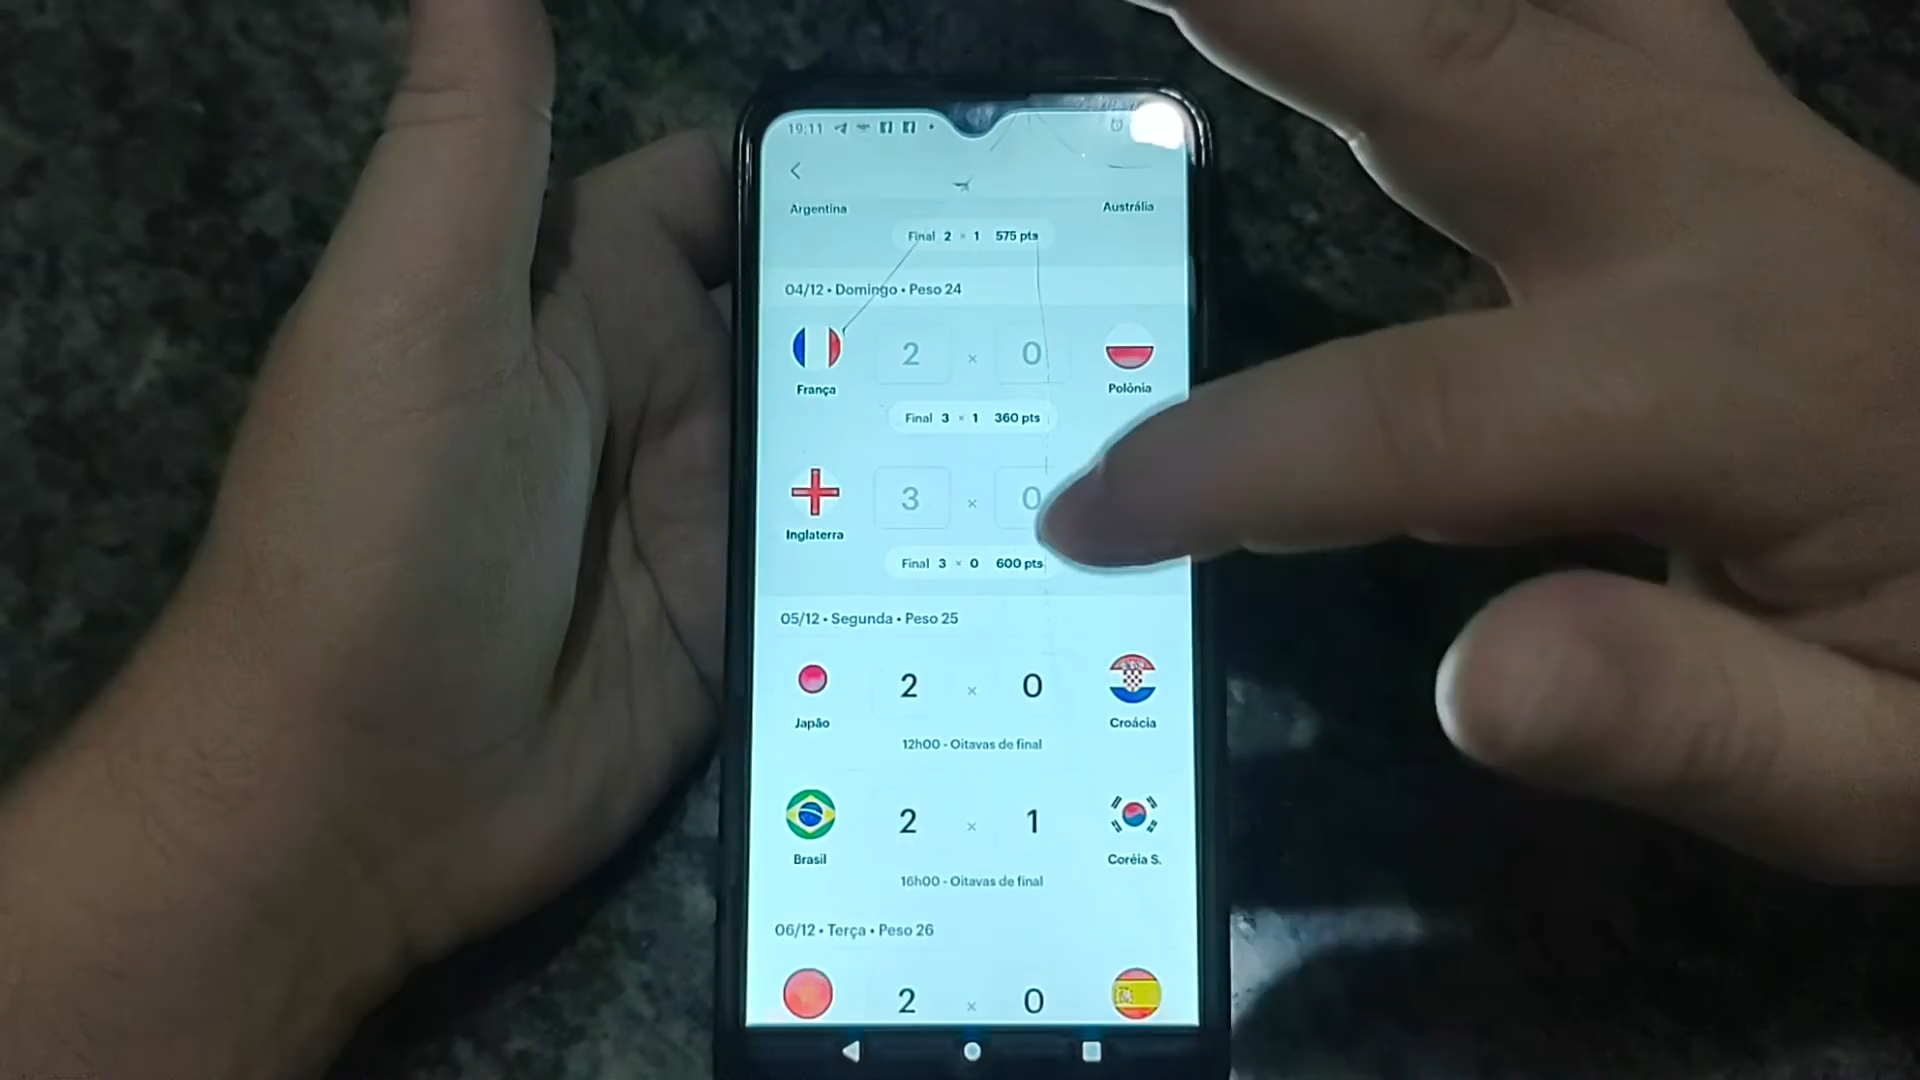 19:11
Argentina Austrália
Final 2 × 1 575 pts
04/12 • Domingo • Peso 24
2 × 0
França Polônia
Final 3 × 1 360 pts
3 × 0
Inglaterra
Final 3 × 0 600 pts
05/12 • Segunda • Peso 25
2 × 0
Japão Croácia
12h00 - Oitavas de final
2 × 1
Brasil Coréia S.
16h00 - Oitavas de final
06/12 • Terça • Peso 26
2 × 0